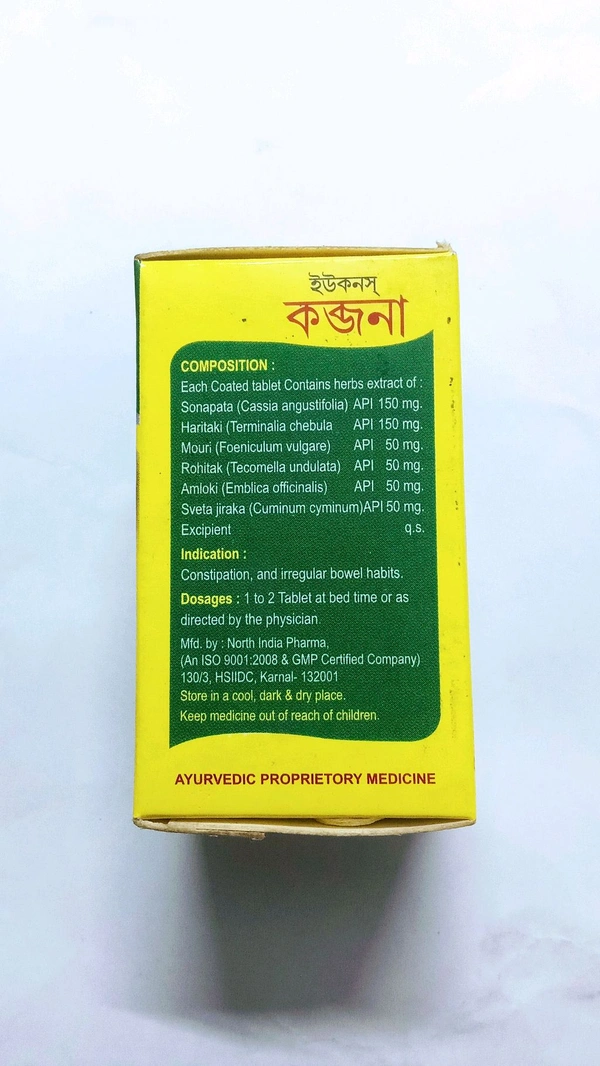 ইউকনস্
কব্জনা
COMPOSITION :
Each Coated tablet Contains herbs extract of :
Sonapata (Cassia angustifolia) API 150 mg.
Haritaki (Terminalia chebula API 150 mg.
Mouri (Foeniculum vulgare) API 50 mg.
Rohitak (Tecomella undulata) API 50 mg.
Amloki (Emblica officinalis) API 50 mg.
Sveta jiraka (Cuminum cyminum)API 50 mg.
Excipient q.s.
Indication :
Constipation, and irregular bowel habits.
Dosages : 1 to 2 Tablet at bed time or as
directed by the physician.
Mfd. by : North India Pharma,
(An ISO 9001:2008 & GMP Certified Company)
130/3, HSIIDC, Karnal- 132001
Store in a cool, dark & dry place.
Keep medicine out of reach of children.
AYURVEDIC PROPRIETORY MEDICINE